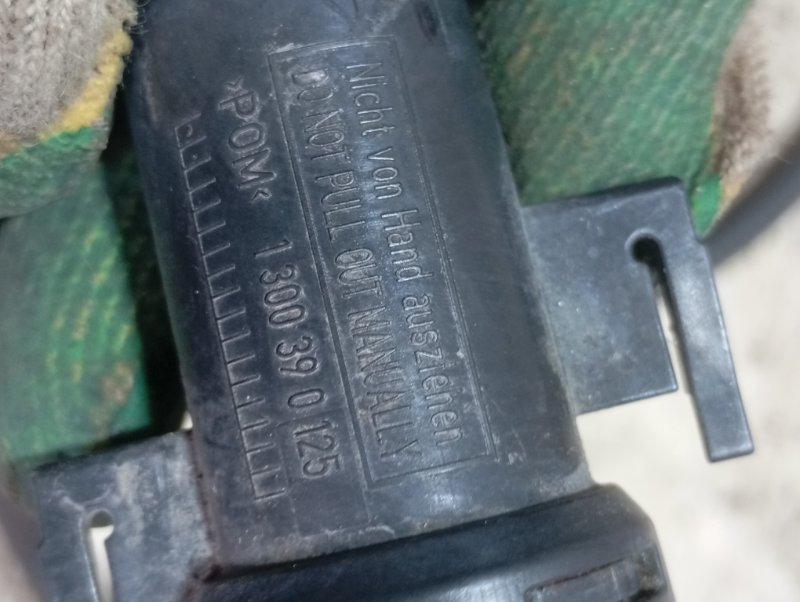 Nicht von Hand ausziehen
DO NOT PULL OUT MANUALLY
>POM< 1 300 39 0 125